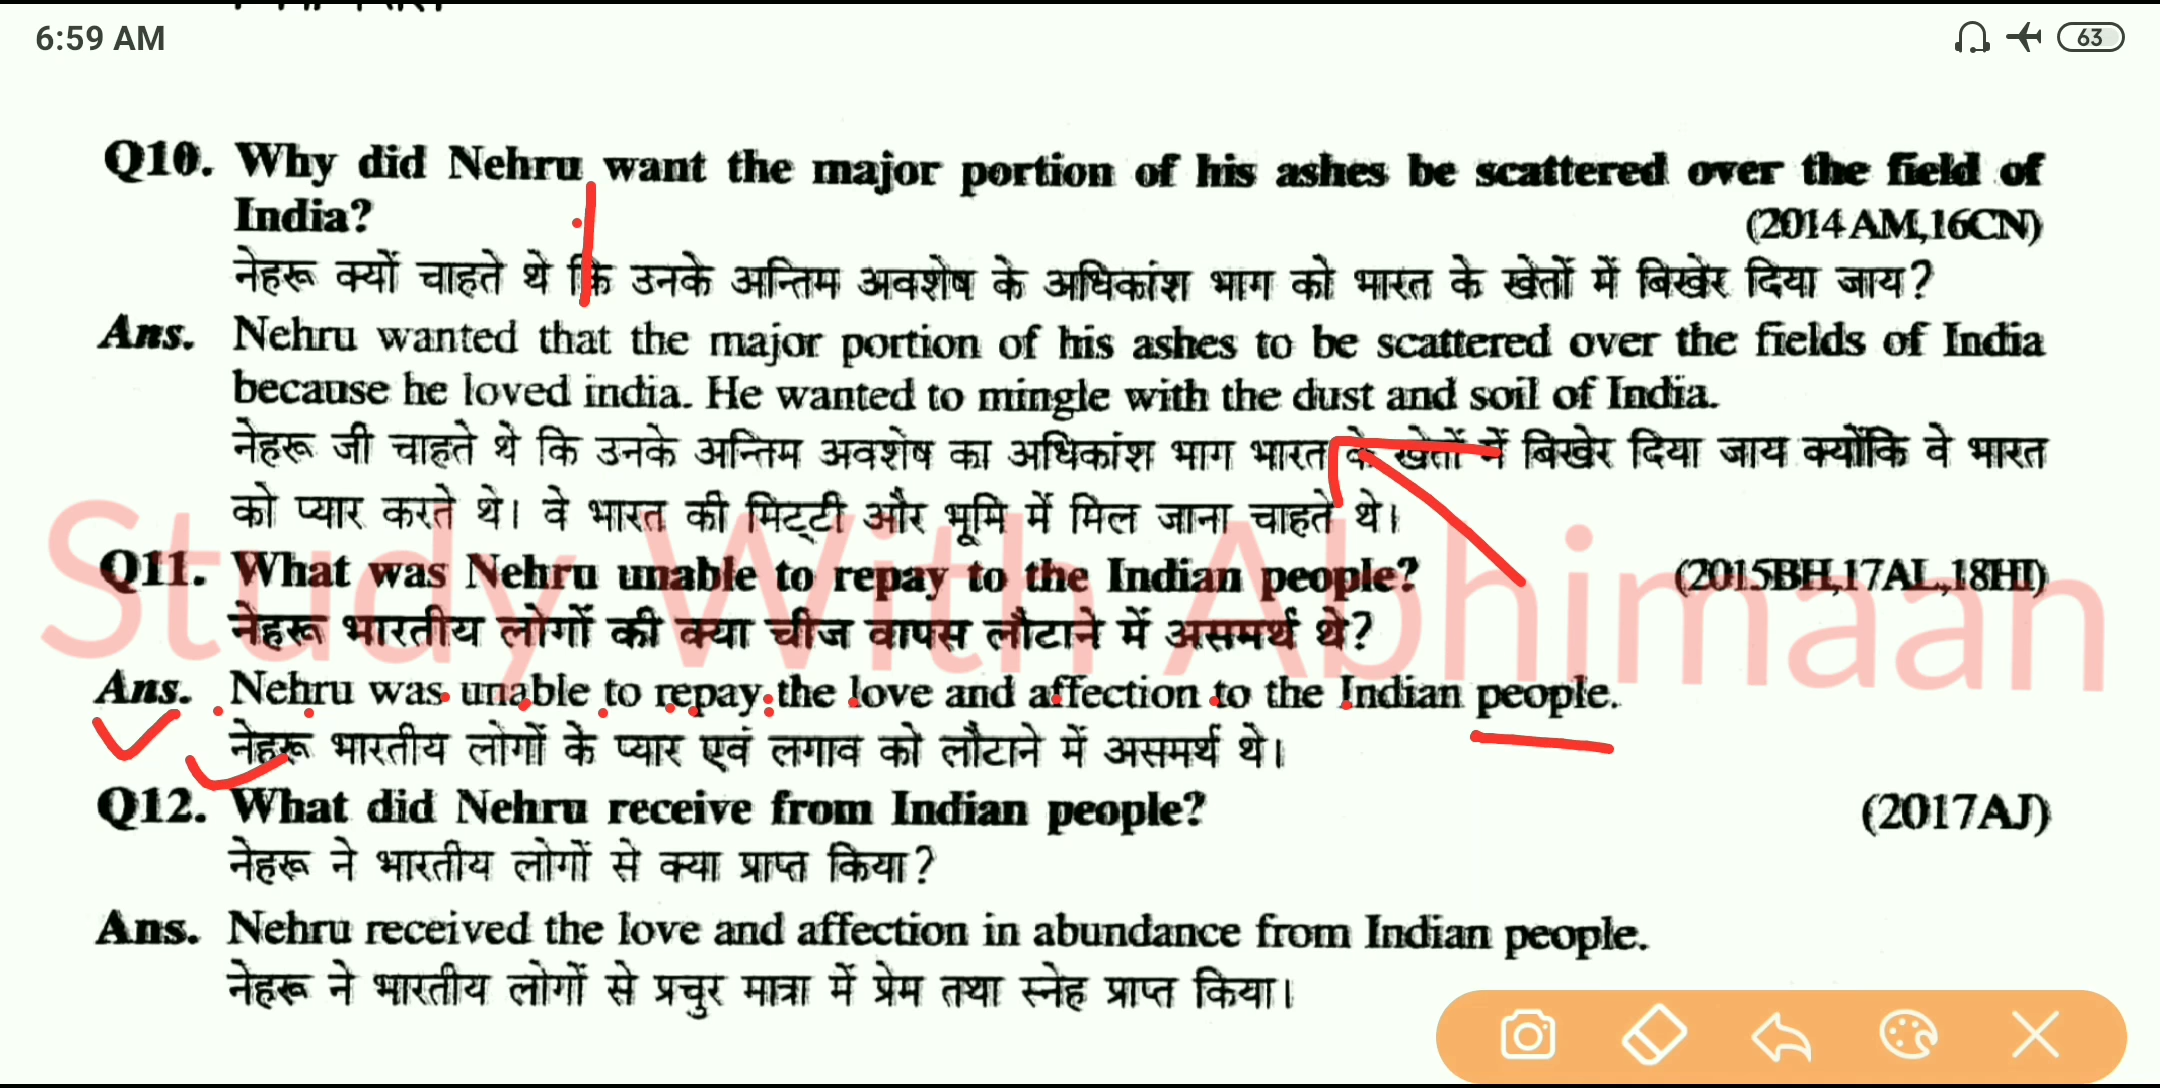 6:59 AM
63
Q10. Why did Nehru want the major portion of his ashes be scattered over the field of
India? (2014 AM,16CN)
नेहरू क्यों चाहते थे कि उनके अन्तिम अवशेष के अधिकांश भाग को भारत के खेतों में बिखेर दिया जाय?
Ans. Nehru wanted that the major portion of his ashes to be scattered over the fields of India
because he loved india. He wanted to mingle with the dust and soil of India.
नेहरू जी चाहते थे कि उनके अन्तिम अवशेष का अधिकांश भाग भारत के खेतों में बिखेर दिया जाय क्योंकि वे भारत
को प्यार करते थे। वे भारत की मिट्टी और भूमि में मिल जाना चाहते थे।
Study With Abhimaan
Q11. What was Nehru unable to repay to the Indian people? (2015BH,17AL,18HI)
नेहरू भारतीय लोगों की क्या चीज वापस लौटाने में असमर्थ थे?
Ans. Nehru was unable to repay the love and affection to the Indian people.
नेहरू भारतीय लोगों के प्यार एवं लगाव को लौटाने में असमर्थ थे।
Q12. What did Nehru receive from Indian people? (2017AJ)
नेहरू ने भारतीय लोगों से क्या प्राप्त किया?
Ans. Nehru received the love and affection in abundance from Indian people.
नेहरू ने भारतीय लोगों से प्रचुर मात्रा में प्रेम तथा स्नेह प्राप्त किया।